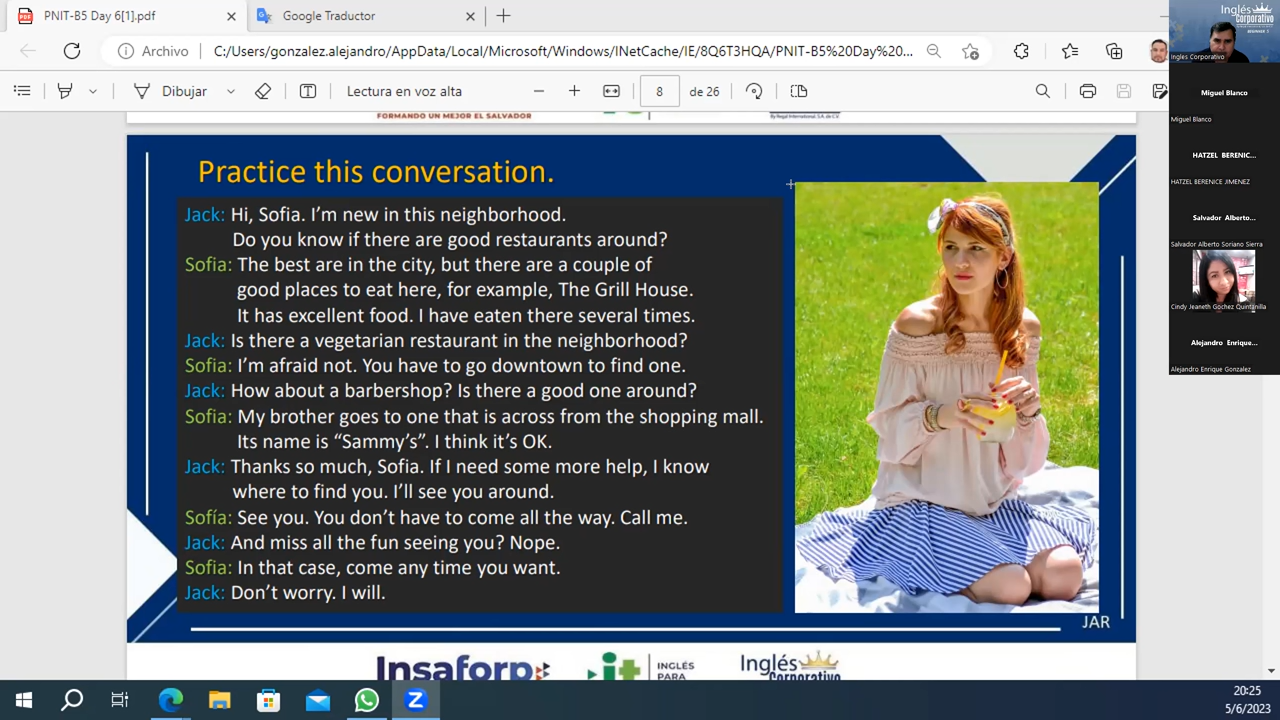 PNIT-B5 Day 6[1].pdf
Google Traductor
Archivo
C:/Users/gonzalez.alejandro/AppData/Local/Microsoft/Windows/INetCache/IE/8Q6T3HQA/PNIT-B5%20Day%20...
Dibujar
Lectura en voz alta
8
de 26
FORMANDO UN MEJOR EL SALVADOR
Practice this conversation.
Jack: Hi, Sofia. I'm new in this neighborhood.
Do you know if there are good restaurants around?
Sofia: The best are in the city, but there are a couple of
good places to eat here, for example, The Grill House.
It has excellent food. I have eaten there several times.
Jack: Is there a vegetarian restaurant in the neighborhood?
Sofia: I'm afraid not. You have to go downtown to find one.
Jack: How about a barbershop? Is there a good one around?
Sofia: My brother goes to one that is across from the shopping mall.
Its name is “Sammy's”. I think it's OK.
Jack: Thanks so much, Sofia. If I need some more help, I know
where to find you. I'll see you around.
Sofía: See you. You don't have to come all the way. Call me.
Jack: And miss all the fun seeing you? Nope.
Sofia: In that case, come any time you want.
Jack: Don't worry. I will.
JAR
Insaforp
it
INGLÉS
PARA
Inglés
Corporativo
Inglés
Corporativo
BEGINNER 5
Ingles Corporativo
Miguel Blanco
Miguel Blanco
HATZEL BERENIC...
HATZEL BERENICE JIMENEZ
Salvador Alberto...
Salvador Alberto Soriano Sierra
Cindy Jeaneth Gochez Quintanilla
Alejandro Enrique...
Alejandro Enrique Gonzalez
20:25
5/6/2023